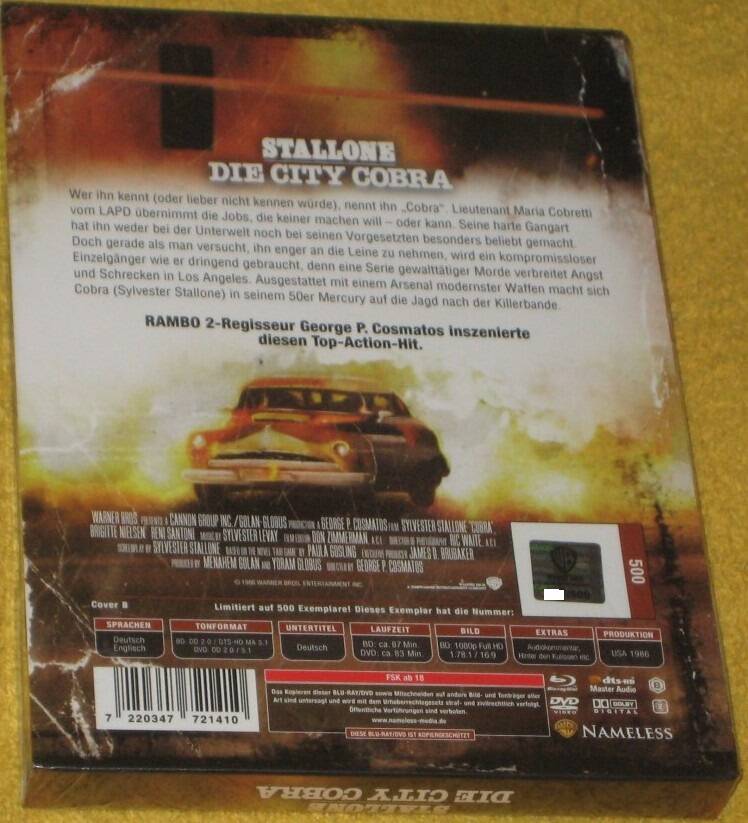 STALLONE
DIE CITY COBRA
Wer ihn kennt (oder lieber nicht kennen würde), nennt ihn „Cobra“. Lieutenant Maria Cobretti
vom LAPD übernimmt die Jobs, die keiner machen will – oder kann. Seine harte Gangart
hat ihn weder bei der Unterwelt noch bei seinen Vorgesetzten besonders beliebt gemacht.
Doch gerade als man versucht, ihn enger an die Leine zu nehmen, wird ein kompromissloser
Einzelgänger wie er dringend gebraucht, denn eine Serie gewalttätiger Morde verbreitet Angst
und Schrecken in Los Angeles. Ausgestattet mit einem Arsenal modernster Waffen macht sich
Cobra (Sylvester Stallone) in seinem 50er Mercury auf die Jagd nach der Killerbande.
RAMBO 2-Regisseur George P. Cosmatos inszenierte
diesen Top-Action-Hit.
WARNER BROS. PRESENTS A CANNON GROUP INC./GOLAN-GLOBUS PRODUCTION A GEORGE P. COSMATOS FILM SYLVESTER STALLONE "COBRA"
BRIGITTE NIELSEN RENI SANTONI MUSIC BY SYLVESTER LEVAY FILM EDITOR DON ZIMMERMAN, A.C.E. DIRECTOR OF PHOTOGRAPHY RIC WAITE, A.S.C.
SCREENPLAY BY SYLVESTER STALLONE BASED ON THE NOVEL "FAIR GAME" BY PAULA GOSLING EXECUTIVE PRODUCER JAMES D. BRUBAKER
PRODUCED BY MENAHEM GOLAN AND YORAM GLOBUS DIRECTED BY GEORGE P. COSMATOS
© 1986 WARNER BROS. ENTERTAINMENT INC.
500
Cover B
Limitiert auf 500 Exemplare! Dieses Exemplar hat die Nummer:
SPRACHEN TONFORMAT UNTERTITEL LAUFZEIT BILD EXTRAS PRODUKTION
Deutsch
Englisch
BD: DD 2.0 / DTS-HD MA 5.1
DVD: DD 2.0 / 5.1
Deutsch
BD: ca. 87 Min.
DVD: ca. 83 Min.
BD: 1080p Full HD
1.78:1 / 16:9
Audiokommentar,
Hinter den Kulissen etc.
USA 1986
FSK ab 18
Das Kopieren dieser BLU-RAY/DVD sowie Mitschneiden auf andere Bild- und Tonträger aller
Art sind untersagt und wird mit dem Urheberrechtsgesetz straf- und zivilrechtlich verfolgt.
Öffentliche Vorführungen sind verboten.
www.nameless-media.de
DIESE BLU-RAY/DVD IST KOPIERGESCHÜTZT
7 220347 721410
Blu-ray Disc
dts-HD
Master Audio
DVD
VIDEO
DOLBY
DIGITAL
NAMELESS
STALLONE
DIE CITY COBRA